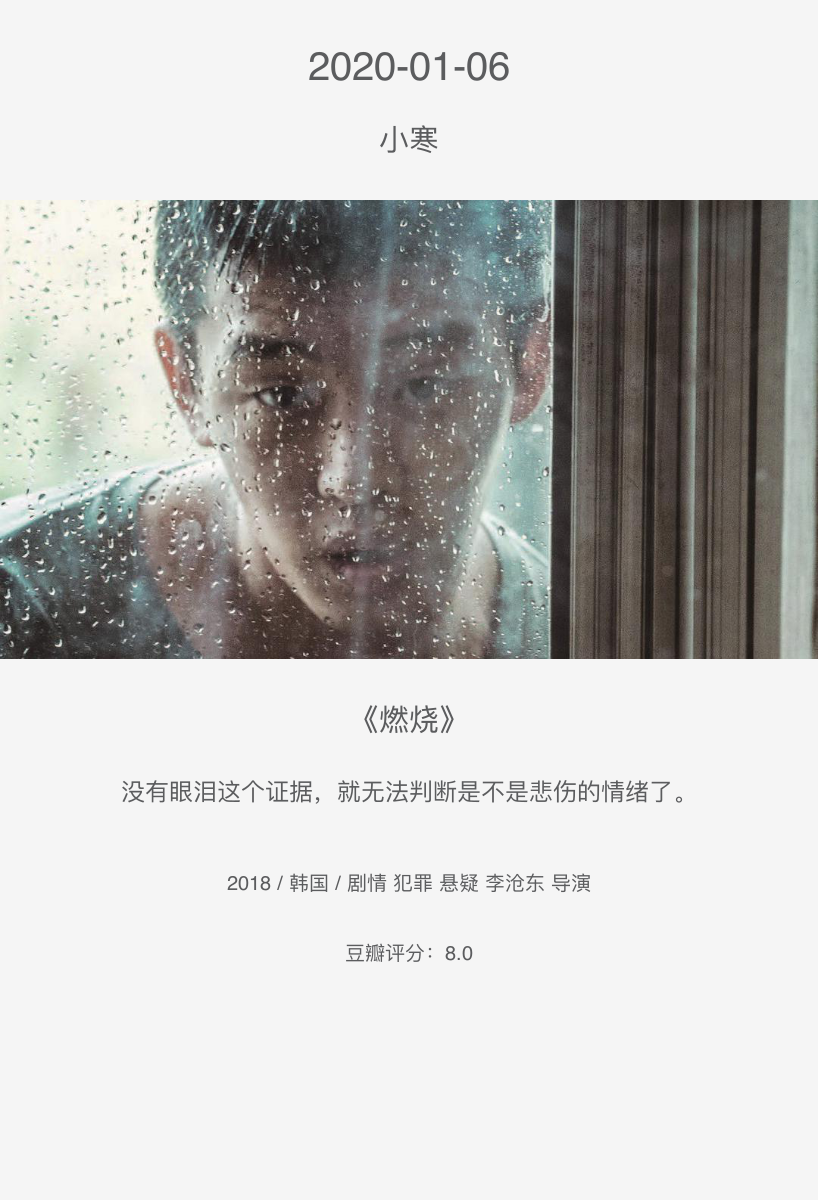 2020-01-06
小寒
《燃烧》
没有眼泪这个证据，就无法判断是不是悲伤的情绪了。
2018 / 韩国 / 剧情 犯罪 悬疑 李沧东 导演
豆瓣评分：8.0